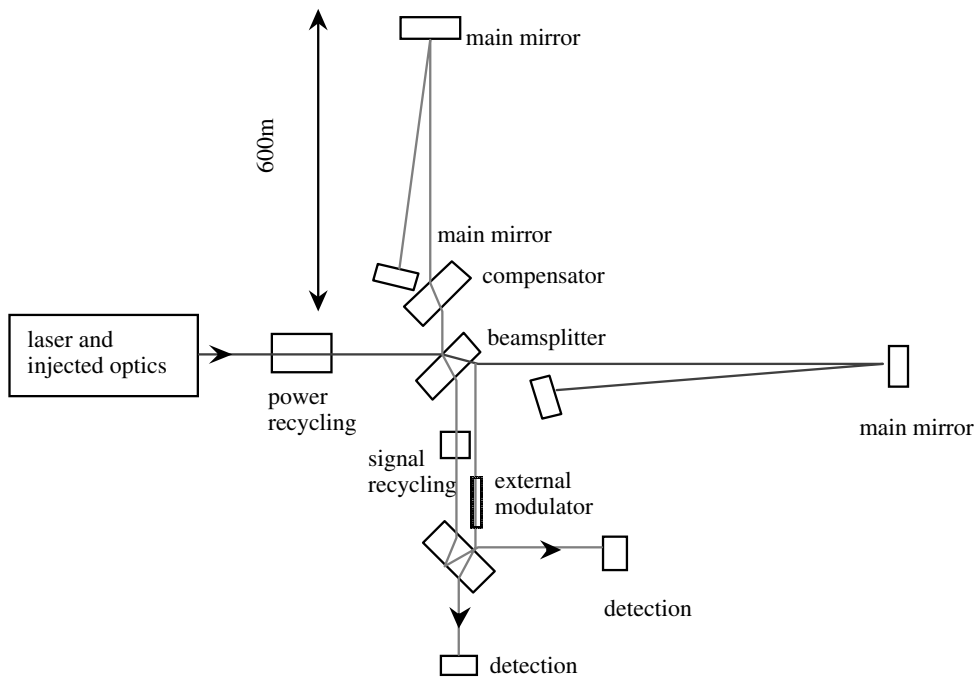 main mirror
600m
main mirror
compensator
laser and
injected optics
beamsplitter
power
recycling
main mirror
signal
recycling
external
modulator
detection
detection